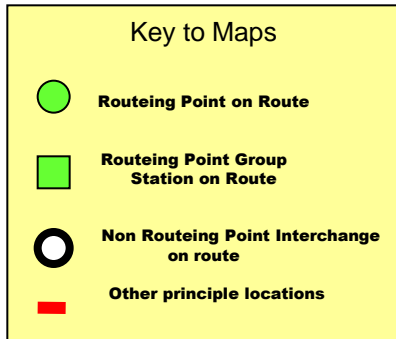 Key to Maps
Routeing Point on Route
Routeing Point Group
Station on Route
Non Routeing Point Interchange
on route
Other principle locations